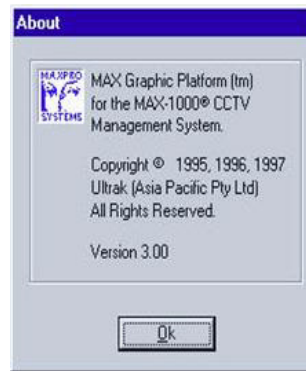 About
MAXPRO
SYSTEMS
MAX Graphic Platform (tm)
for the MAX-1000® CCTV
Management System.
Copyright © 1995, 1996, 1997
Ultrak (Asia Pacific Pty Ltd)
All Rights Reserved.
Version 3.00
Ok